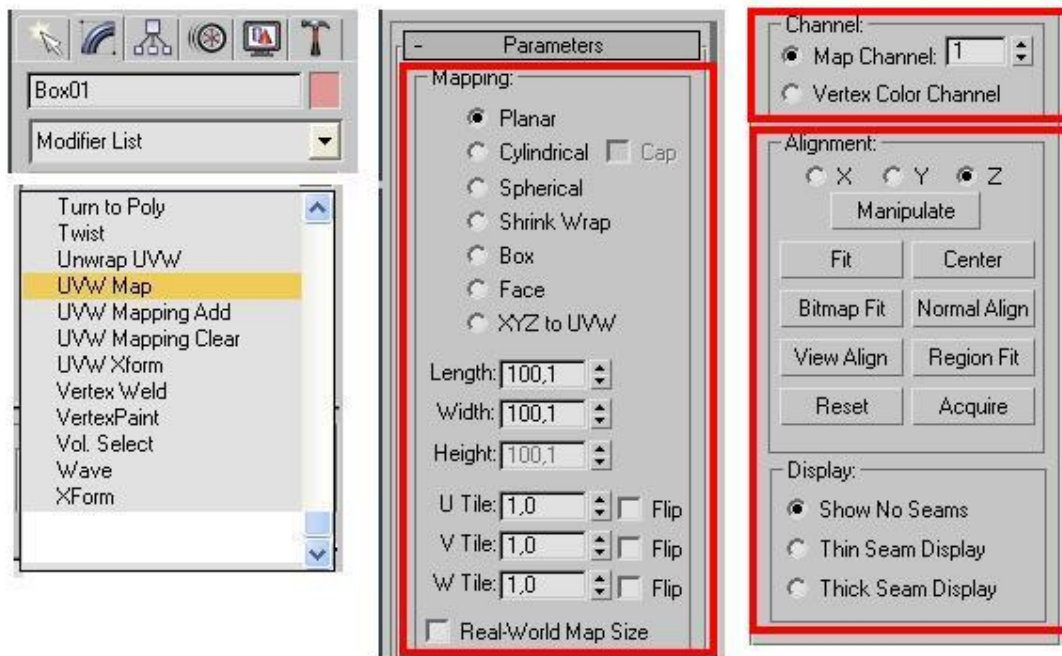 Box01
Modifier List
Turn to Poly
Twist
Unwrap UVW
UVW Map
UVW Mapping Add
UVW Mapping Clear
UVW Xform
Vertex Weld
VertexPaint
Vol. Select
Wave
XForm
- Parameters
Mapping:
Planar
Cylindrical Cap
Spherical
Shrink Wrap
Box
Face
XYZ to UVW
Length: 100,1
Width: 100,1
Height: 100,1
U Tile: 1,0 Flip
V Tile: 1,0 Flip
W Tile: 1,0 Flip
Real-World Map Size
Channel:
Map Channel: 1
Vertex Color Channel
Alignment:
X Y Z
Manipulate
Fit Center
Bitmap Fit Normal Align
View Align Region Fit
Reset Acquire
Display:
Show No Seams
Thin Seam Display
Thick Seam Display